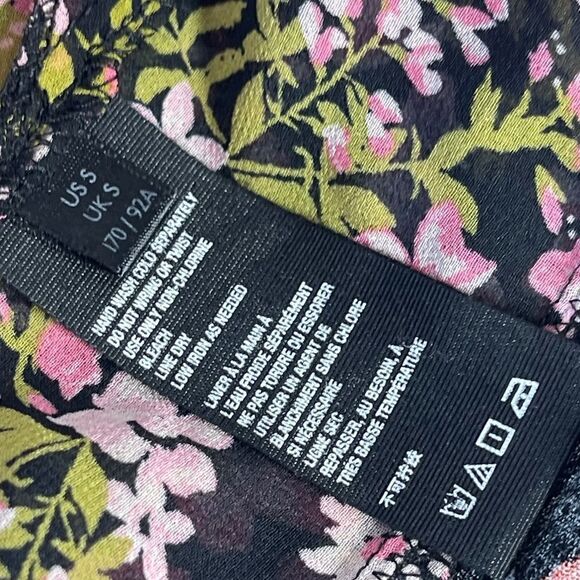 US S
UK S
170 / 92A
HAND WASH COLD SEPARATELY
DO NOT WRING OR TWIST
USE ONLY NON-CHLORINE
BLEACH
LINE DRY
LOW IRON AS NEEDED
LAVER À LA MAIN À
L'EAU FROIDE SÉPARÉMENT
NE PAS TORDRE OU ESSORER
UTILISER UN AGENT DE
BLANCHIMENT SANS CHLORE
SI NÉCESSAIRE
LIGNE SEC
REPASSER, AU BESOIN, À
TRÈS BASSE TEMPÉRATURE
不可拧绞